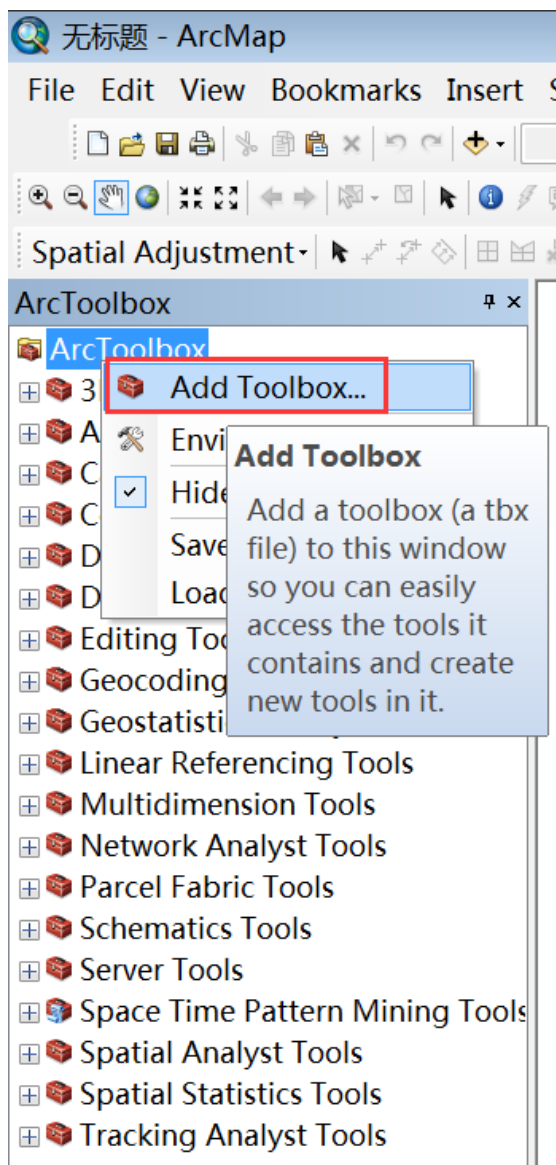 无标题 - ArcMap
File Edit View Bookmarks Insert
Spatial Adjustment
ArcToolbox
ArcToolbox
Add Toolbox...
Add Toolbox
Add a toolbox (a tbx
file) to this window
so you can easily
access the tools it
contains and create
new tools in it.
Editing
Geocoding
Linear Referencing Tools
Multidimension Tools
Network Analyst Tools
Parcel Fabric Tools
Schematics Tools
Server Tools
Space Time Pattern Mining Tools
Spatial Analyst Tools
Spatial Statistics Tools
Tracking Analyst Tools